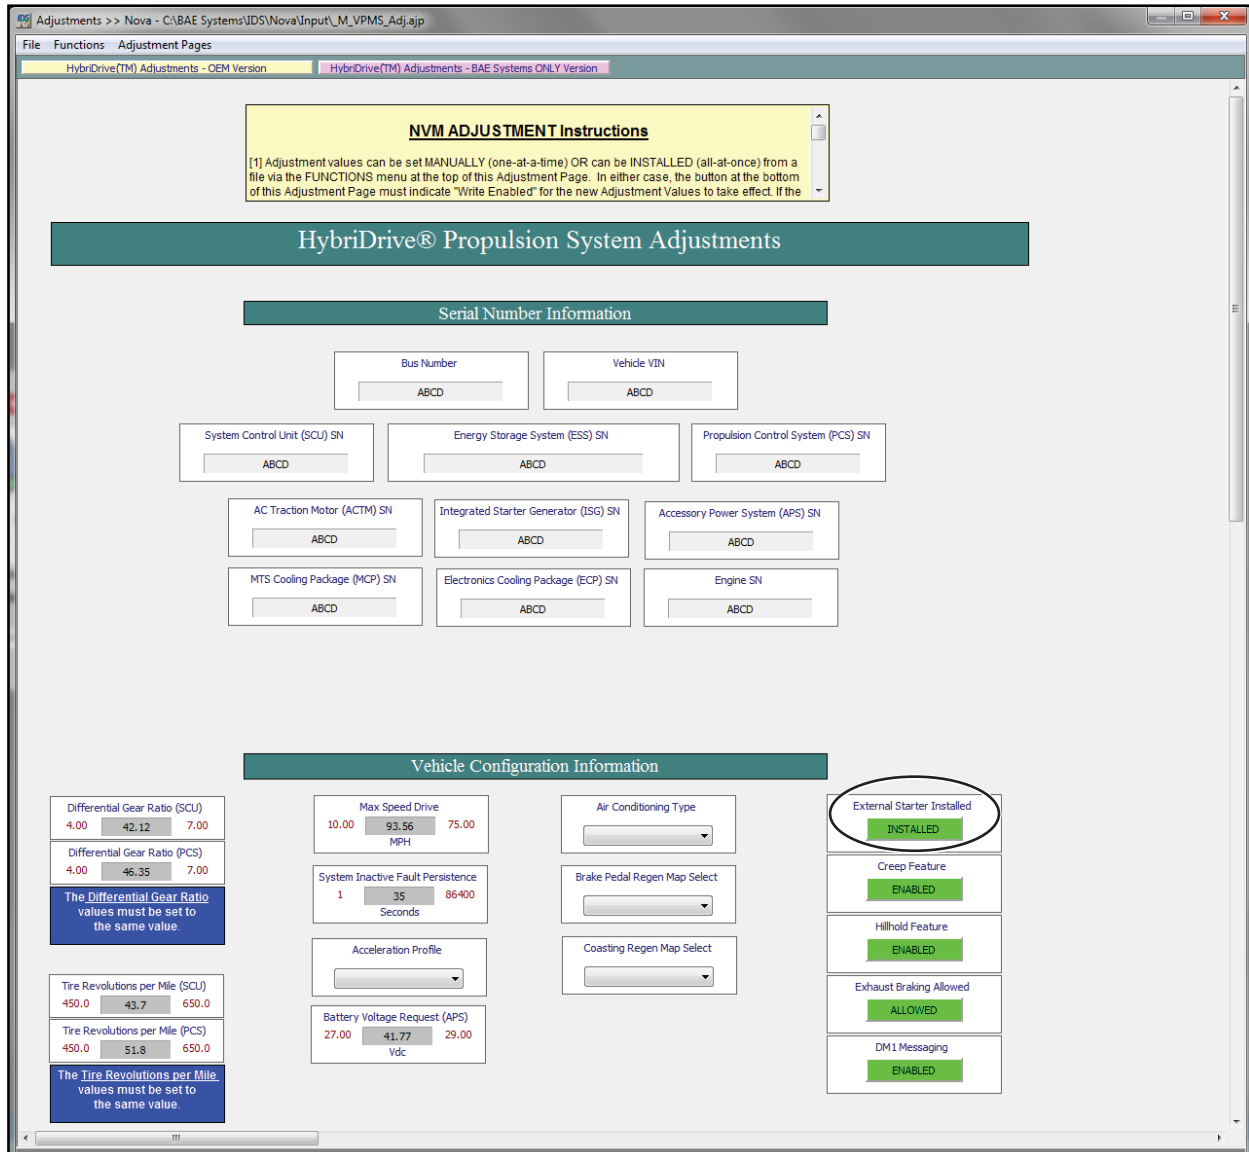 Adjustments >> Nova - C:\BAE Systems\IDS\Nova\Input\_M_VPMS_Adj.ajp
File Functions Adjustment Pages
HybriDrive(TM) Adjustments - OEM Version HybriDrive(TM) Adjustments - BAE Systems ONLY Version
NVM ADJUSTMENT Instructions
[1] Adjustment values can be set MANUALLY (one-at-a-time) OR can be INSTALLED (all-at-once) from a
file via the FUNCTIONS menu at the top of this Adjustment Page. In either case, the button at the bottom
of this Adjustment Page must indicate "Write Enabled" for the new Adjustment Values to take effect. If the
HybriDrive® Propulsion System Adjustments
Serial Number Information
Bus Number Vehicle VIN
ABCD ABCD
System Control Unit (SCU) SN Energy Storage System (ESS) SN Propulsion Control System (PCS) SN
ABCD ABCD ABCD
AC Traction Motor (ACTM) SN Integrated Starter Generator (ISG) SN Accessory Power System (APS) SN
ABCD ABCD ABCD
MTS Cooling Package (MCP) SN Electronics Cooling Package (ECP) SN Engine SN
ABCD ABCD ABCD
Vehicle Configuration Information
Differential Gear Ratio (SCU)
4.00 42.12 7.00
Differential Gear Ratio (PCS)
4.00 46.35 7.00
The Differential Gear Ratio
values must be set to
the same value.
Tire Revolutions per Mile (SCU)
450.0 43.7 650.0
Tire Revolutions per Mile (PCS)
450.0 51.8 650.0
The Tire Revolutions per Mile
values must be set to
the same value.
Max Speed Drive
10.00 93.56 75.00
MPH
System Inactive Fault Persistence
1 35 86400
Seconds
Acceleration Profile
Battery Voltage Request (APS)
27.00 41.77 29.00
Vdc
Air Conditioning Type
Brake Pedal Regen Map Select
Coasting Regen Map Select
External Starter Installed
INSTALLED
Creep Feature
ENABLED
Hillhold Feature
ENABLED
Exhaust Braking Allowed
ALLOWED
DM1 Messaging
ENABLED